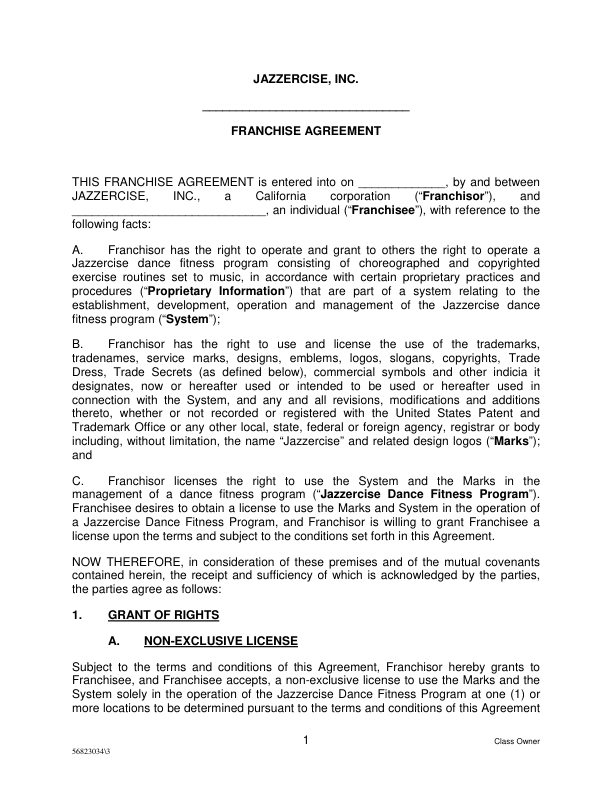 JAZZERCISE, INC.
________________________________
FRANCHISE AGREEMENT
THIS FRANCHISE AGREEMENT is entered into on _____________, by and between
JAZZERCISE, INC., a California corporation (“Franchisor”), and
______________________________, an individual (“Franchisee”), with reference to the
following facts:
A. Franchisor has the right to operate and grant to others the right to operate a
Jazzercise dance fitness program consisting of choreographed and copyrighted
exercise routines set to music, in accordance with certain proprietary practices and
procedures (“Proprietary Information”) that are part of a system relating to the
establishment, development, operation and management of the Jazzercise dance
fitness program (“System”);
B. Franchisor has the right to use and license the use of the trademarks,
tradenames, service marks, designs, emblems, logos, slogans, copyrights, Trade
Dress, Trade Secrets (as defined below), commercial symbols and other indicia it
designates, now or hereafter used or intended to be used or hereafter used in
connection with the System, and any and all revisions, modifications and additions
thereto, whether or not recorded or registered with the United States Patent and
Trademark Office or any other local, state, federal or foreign agency, registrar or body
including, without limitation, the name “Jazzercise” and related design logos (“Marks”);
and
C. Franchisor licenses the right to use the System and the Marks in the
management of a dance fitness program (“Jazzercise Dance Fitness Program”).
Franchisee desires to obtain a license to use the Marks and System in the operation of
a Jazzercise Dance Fitness Program, and Franchisor is willing to grant Franchisee a
license upon the terms and subject to the conditions set forth in this Agreement.
NOW THEREFORE, in consideration of these premises and of the mutual covenants
contained herein, the receipt and sufficiency of which is acknowledged by the parties,
the parties agree as follows:
1. GRANT OF RIGHTS
A. NON-EXCLUSIVE LICENSE
Subject to the terms and conditions of this Agreement, Franchisor hereby grants to
Franchisee, and Franchisee accepts, a non-exclusive license to use the Marks and the
System solely in the operation of the Jazzercise Dance Fitness Program at one (1) or
more locations to be determined pursuant to the terms and conditions of this Agreement
1
Class Owner
56823034\3